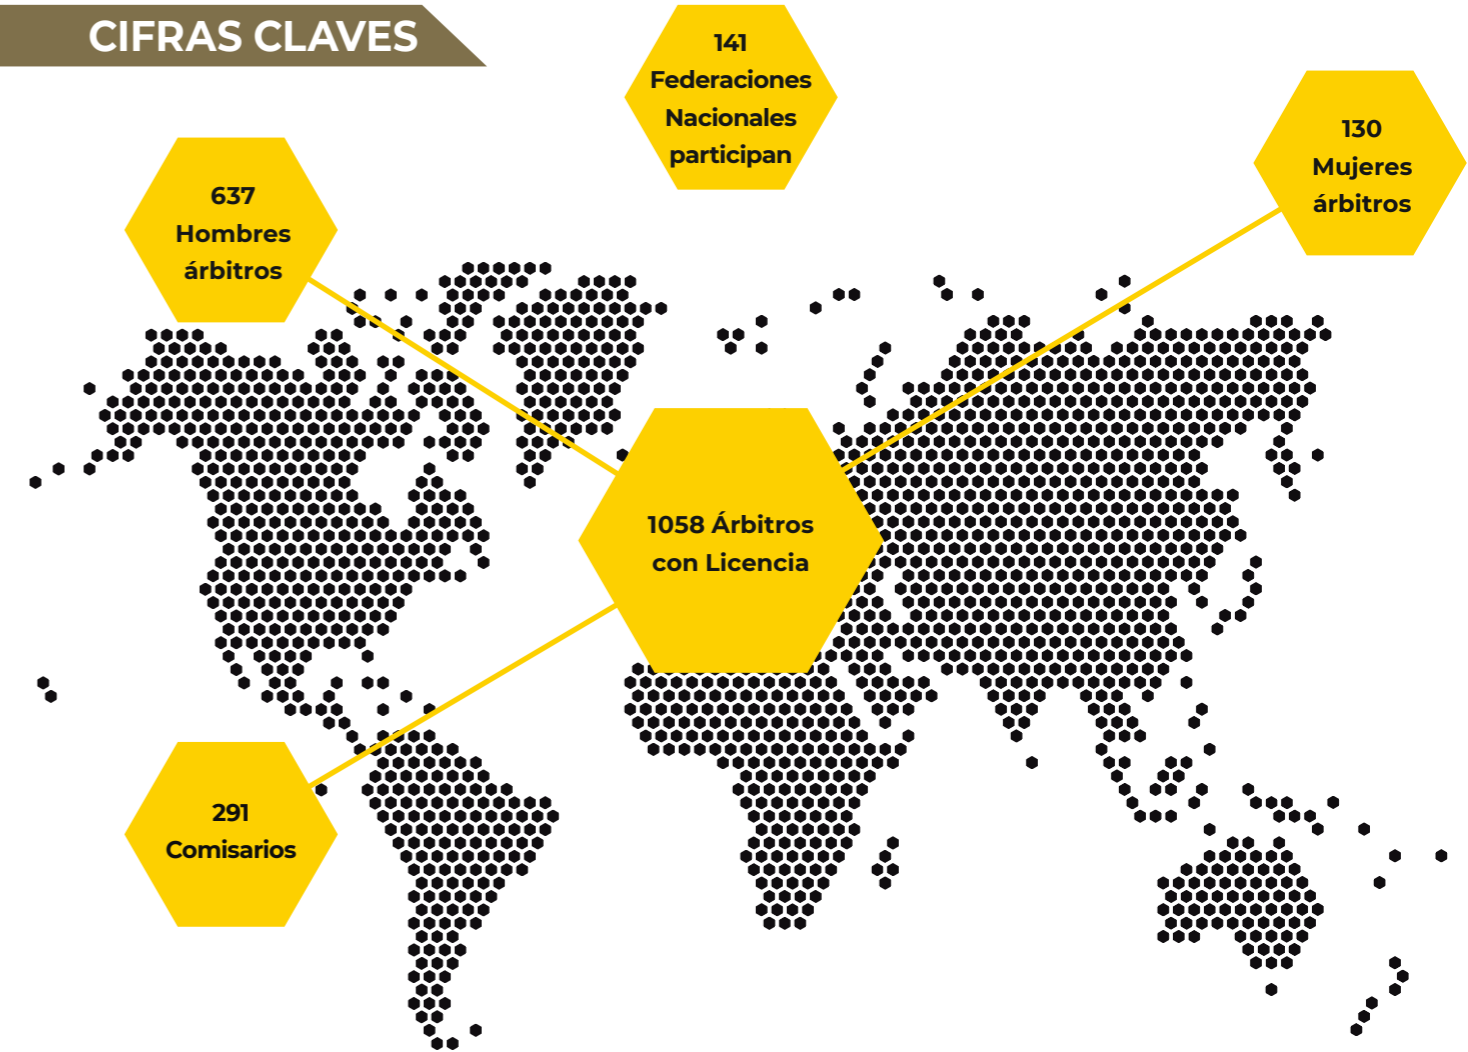 CIFRAS CLAVES
141
Federaciones
Nacionales
participan
130
Mujeres
árbitros
637
Hombres
árbitros
1058 Árbitros
con Licencia
291
Comisarios